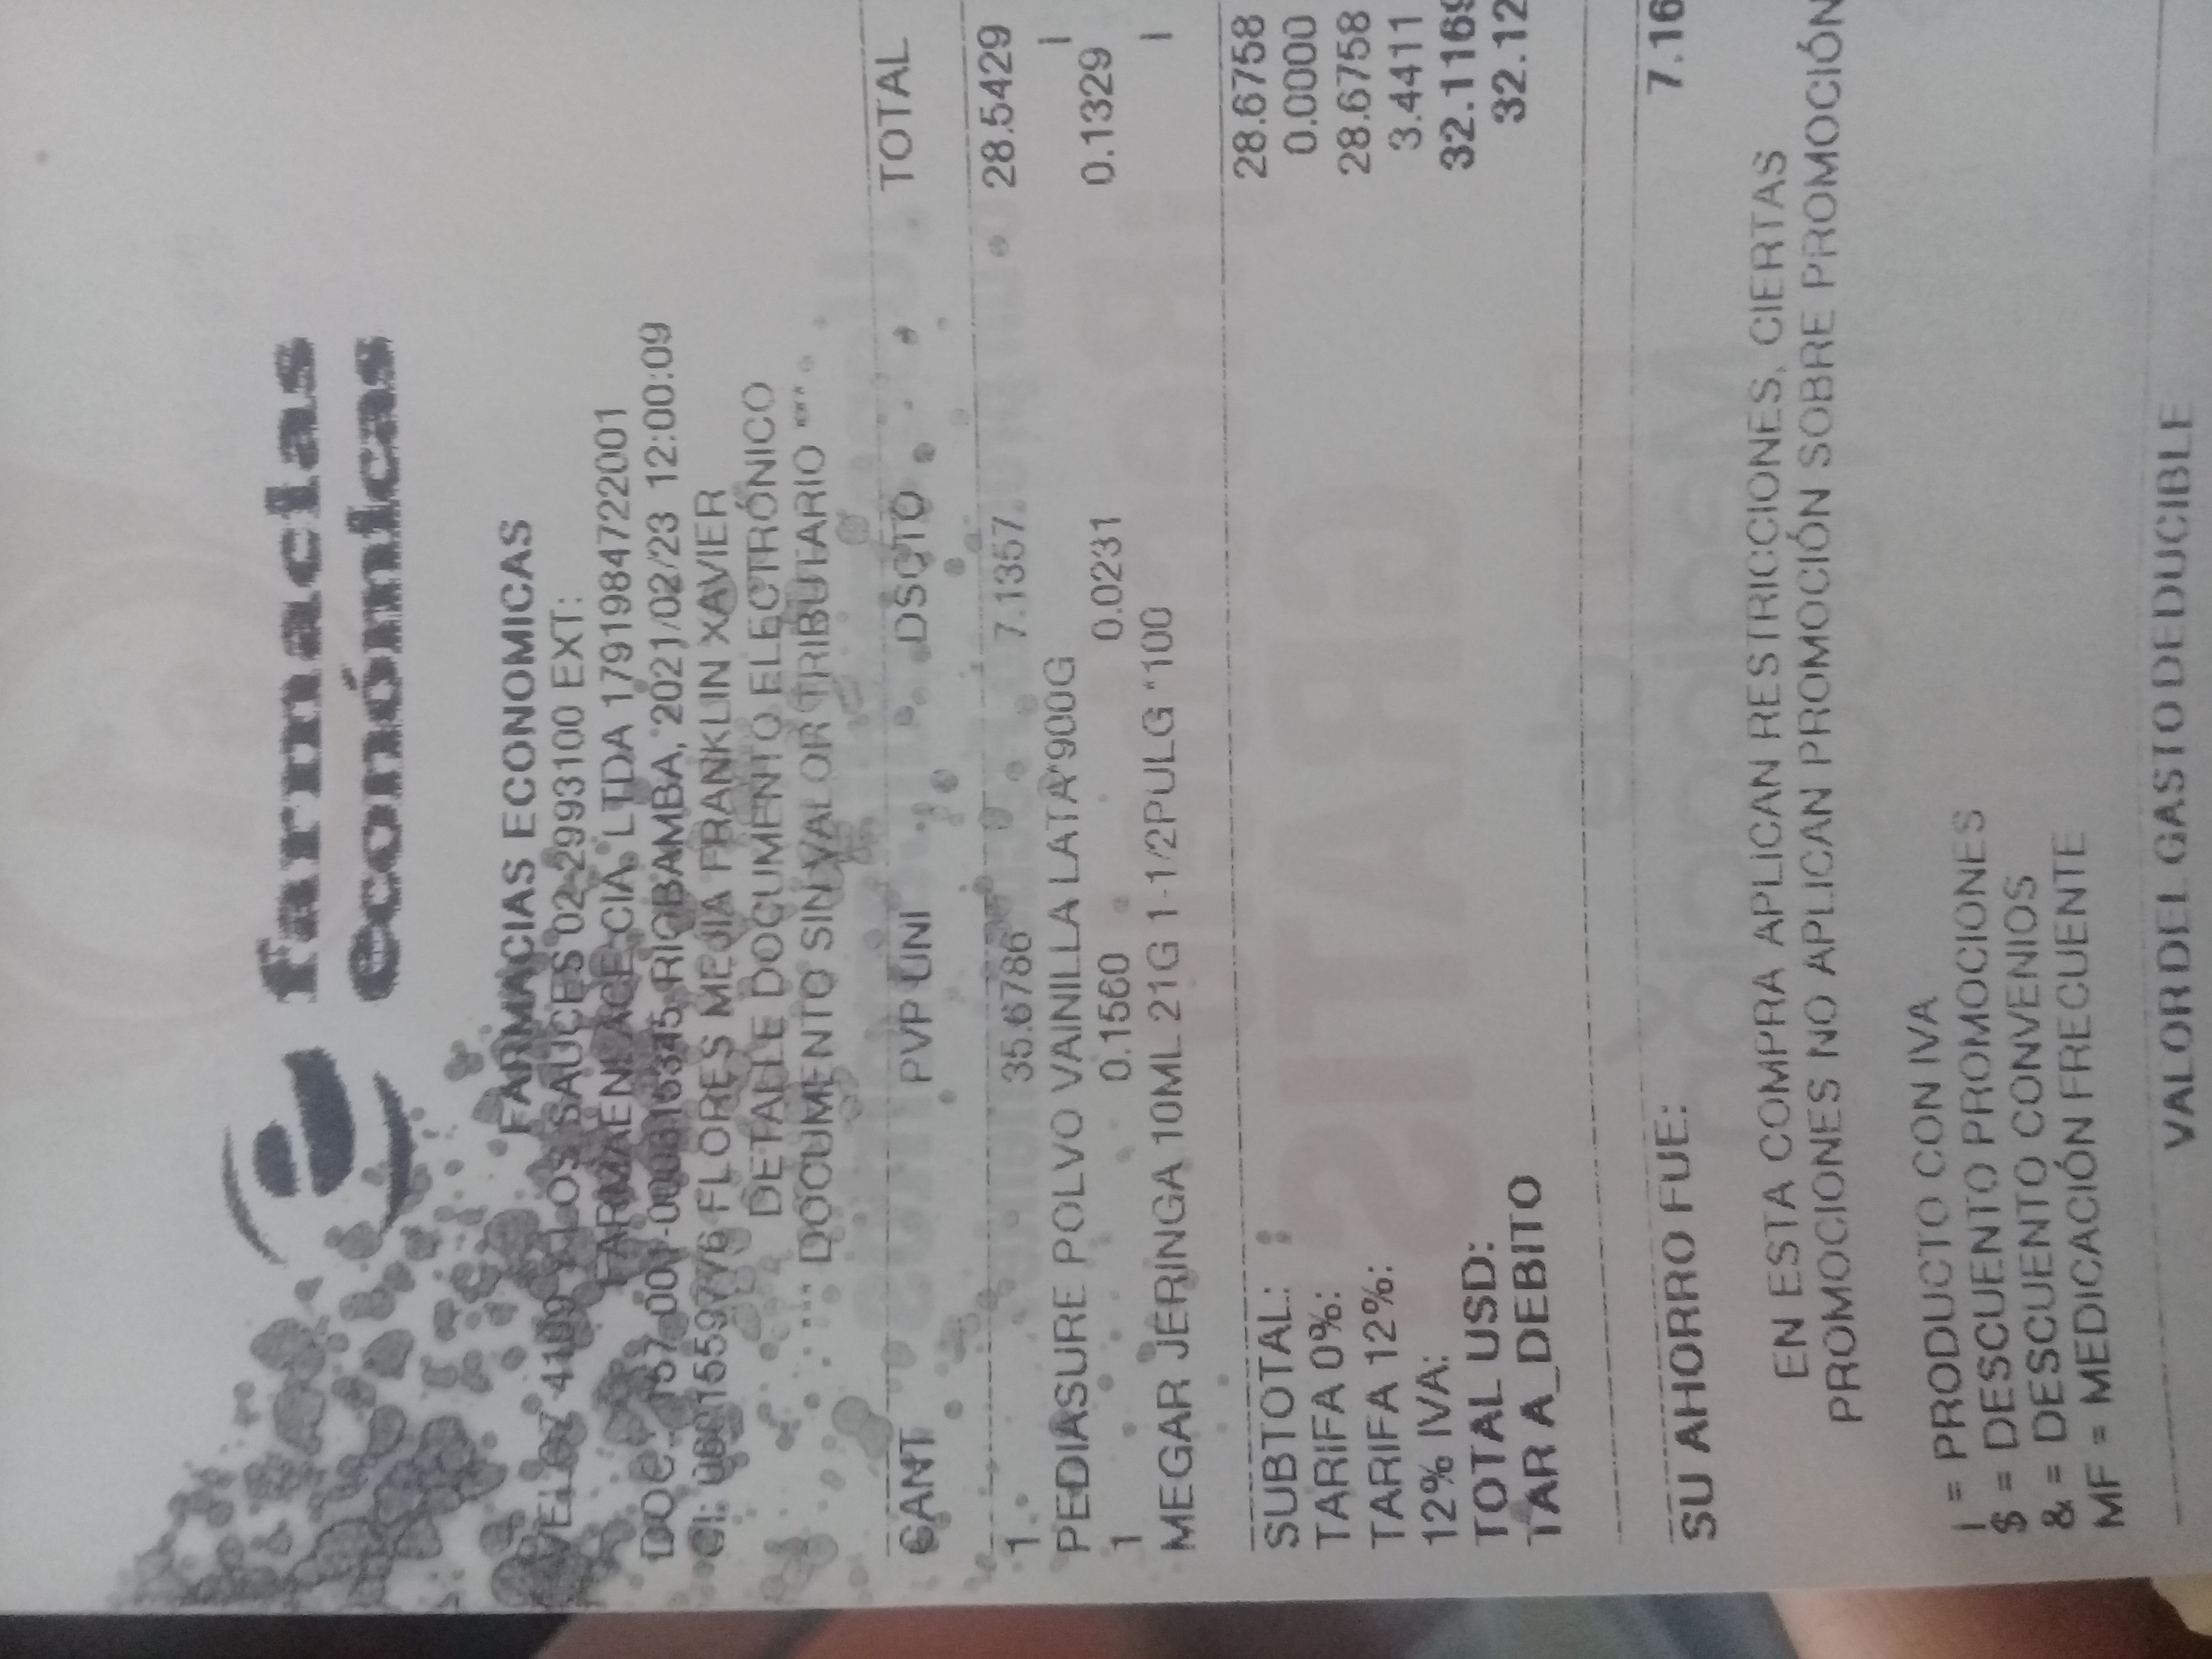 farmacias
económicas
FARMACIAS ECONOMICAS
VELOZ 4199 Y LOS SAUCES 02-2993100 EXT:
FARMAENLACE CIA. LTDA 1791984722001
DOC.: 157-001-000615345 RIOBAMBA, 2021/02/23 12:00:09
CI: 0601559776 FLORES MEJIA FRANKLIN XAVIER
DETALLE DOCUMENTO ELECTRÓNICO
*** DOCUMENTO SIN VALOR TRIBUTARIO ***
CANT PVP UNI DSCTO TOTAL
1 35.6786 7.1357 28.5429
PEDIASURE POLVO VAINILLA LATA*900G I
1 0.1560 0.0231 0.1329
MEGAR JERINGA 10ML 21G 1-1/2PULG *100 I
SUBTOTAL: 28.6758
TARIFA 0%: 0.0000
TARIFA 12%: 28.6758
12% IVA: 3.4411
TOTAL USD: 32.1169
TAR A_DEBITO 32.12
SU AHORRO FUE: 7.16
EN ESTA COMPRA APLICAN RESTRICCIONES, CIERTAS
PROMOCIONES NO APLICAN PROMOCIÓN SOBRE PROMOCIÓN
I = PRODUCTO CON IVA
$ = DESCUENTO PROMOCIONES
& = DESCUENTO CONVENIOS
MF = MEDICACIÓN FRECUENTE
VALOR DEL GASTO DEDUCIBLE